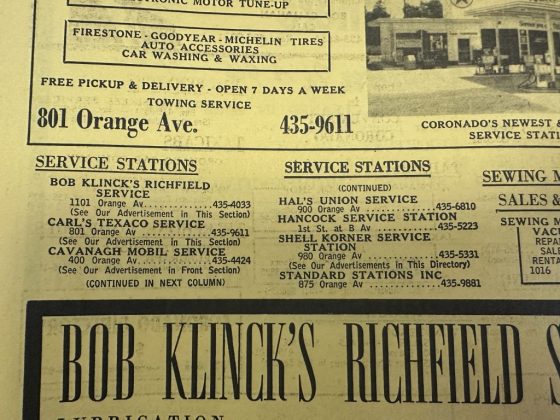 ELECTRONIC MOTOR TUNE-UP
FIRESTONE - GOODYEAR - MICHELIN TIRES
AUTO ACCESSORIES
CAR WASHING & WAXING
FREE PICKUP & DELIVERY - OPEN 7 DAYS A WEEK
TOWING SERVICE
801 Orange Ave. 435-9611
CORONADO'S NEWEST &
SERVICE STATI
SERVICE STATIONS
BOB KLINCK'S RICHFIELD
SERVICE
1101 Orange Av. 435-4033
(See Our Advertisement in This Section)
CARL'S TEXACO SERVICE
801 Orange Av 435-9611
(See Our Advertisement in This Section)
CAVANAGH MOBIL SERVICE
400 Orange Av 435-4424
(See Our Advertisement in Front Section)
(CONTINUED IN NEXT COLUMN)
SERVICE STATIONS
(CONTINUED)
HAL'S UNION SERVICE
900 Orange Av 435-6810
HANCOCK SERVICE STATION
1st St. at B Av 435-5223
SHELL KORNER SERVICE
STATION
980 Orange Av 435-5331
(See Our Advertisements in This Directory)
STANDARD STATIONS INC
875 Orange Av 435-9881
SEWING M
SALES &
SEWING M
VACU
REPAI
SALE
RENTA
1016
BOB KLINCK'S RICHFIELD S
LUBRICATION